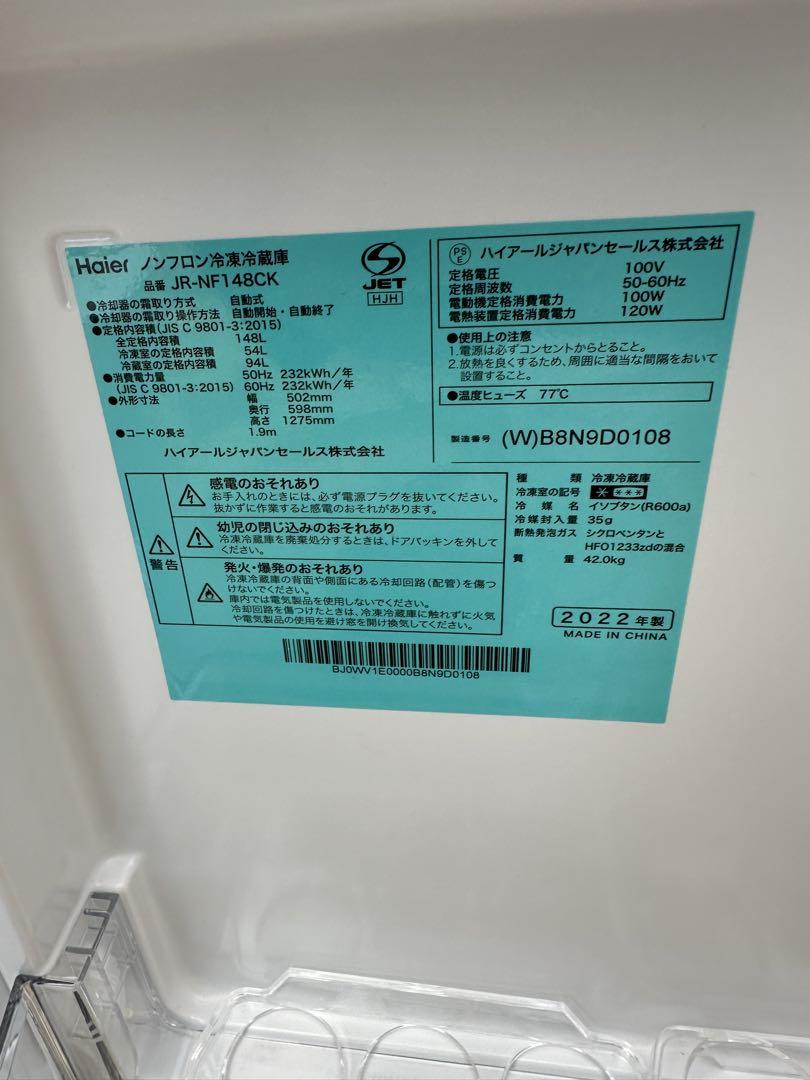 Haier ノンフロン冷凍冷蔵庫
品番 JR-NF148CK
JET
HJH
●冷却器の霜取り方式 自動式
●冷却器の霜取り操作方法 自動開始・自動終了
●定格内容積(JIS C 9801-3:2015)
全定格内容積 148L
冷凍室の定格内容積 54L
冷蔵室の定格内容積 94L
●消費電力量 50Hz 232kWh/年
(JIS C 9801-3:2015) 60Hz 232kWh/年
●外形寸法 幅 502mm
奥行 598mm
高さ 1275mm
●コードの長さ 1.9m
ハイアールジャパンセールス株式会社
PSE ハイアールジャパンセールス株式会社
定格電圧 100V
定格周波数 50-60Hz
電動機定格消費電力 100W
電熱装置定格消費電力 120W
●使用上の注意
1.電源は必ずコンセントからとること。
2.放熱を良くするため、周囲に適当な間隔をおいて
設置すること。
●温度ヒューズ 77℃
製造番号 (W)B8N9D0108
警告
感電のおそれあり
お手入れのときには、必ず電源プラグを抜いてください。
抜かずに作業すると感電のおそれがあります。
幼児の閉じ込みのおそれあり
冷凍冷蔵庫を廃棄処分するときは、ドアパッキンを外して
ください。
発火・爆発のおそれあり
冷凍冷蔵庫の背面や側面にある冷却回路(配管)を傷つ
けないでください。
庫内では電気製品を使用しないでください。
冷却回路を傷つけたときは、冷凍冷蔵庫に触れずに火気
や電気製品の使用を避け窓を開け換気してください。
種類 冷凍冷蔵庫
冷凍室の記号 ****
冷媒名 イソブタン(R600a)
冷媒封入量 35g
断熱発泡ガス シクロペンタンと
HFO1233zdの混合
質量 42.0kg
2022年製
MADE IN CHINA
BJ0WV1E0000B8N9D0108